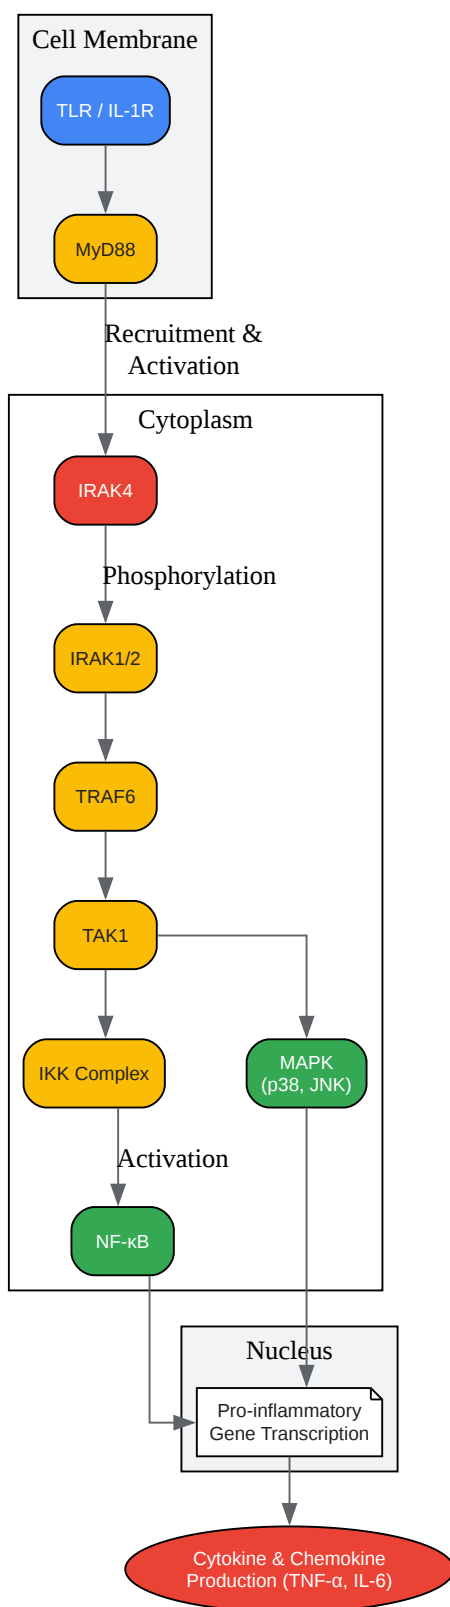 Cell Membrane
TLR / IL-1R
MyD88
Recruitment &
Activation
Cytoplasm
IRAK4
Phosphorylation
IRAK1/2
TRAF6
TAK1
IKK Complex
MAPK
(p38, JNK)
Activation
NF-κB
Nucleus
Pro-inflammatory
Gene Transcription
Cytokine & Chemokine
Production (TNF-α, IL-6)